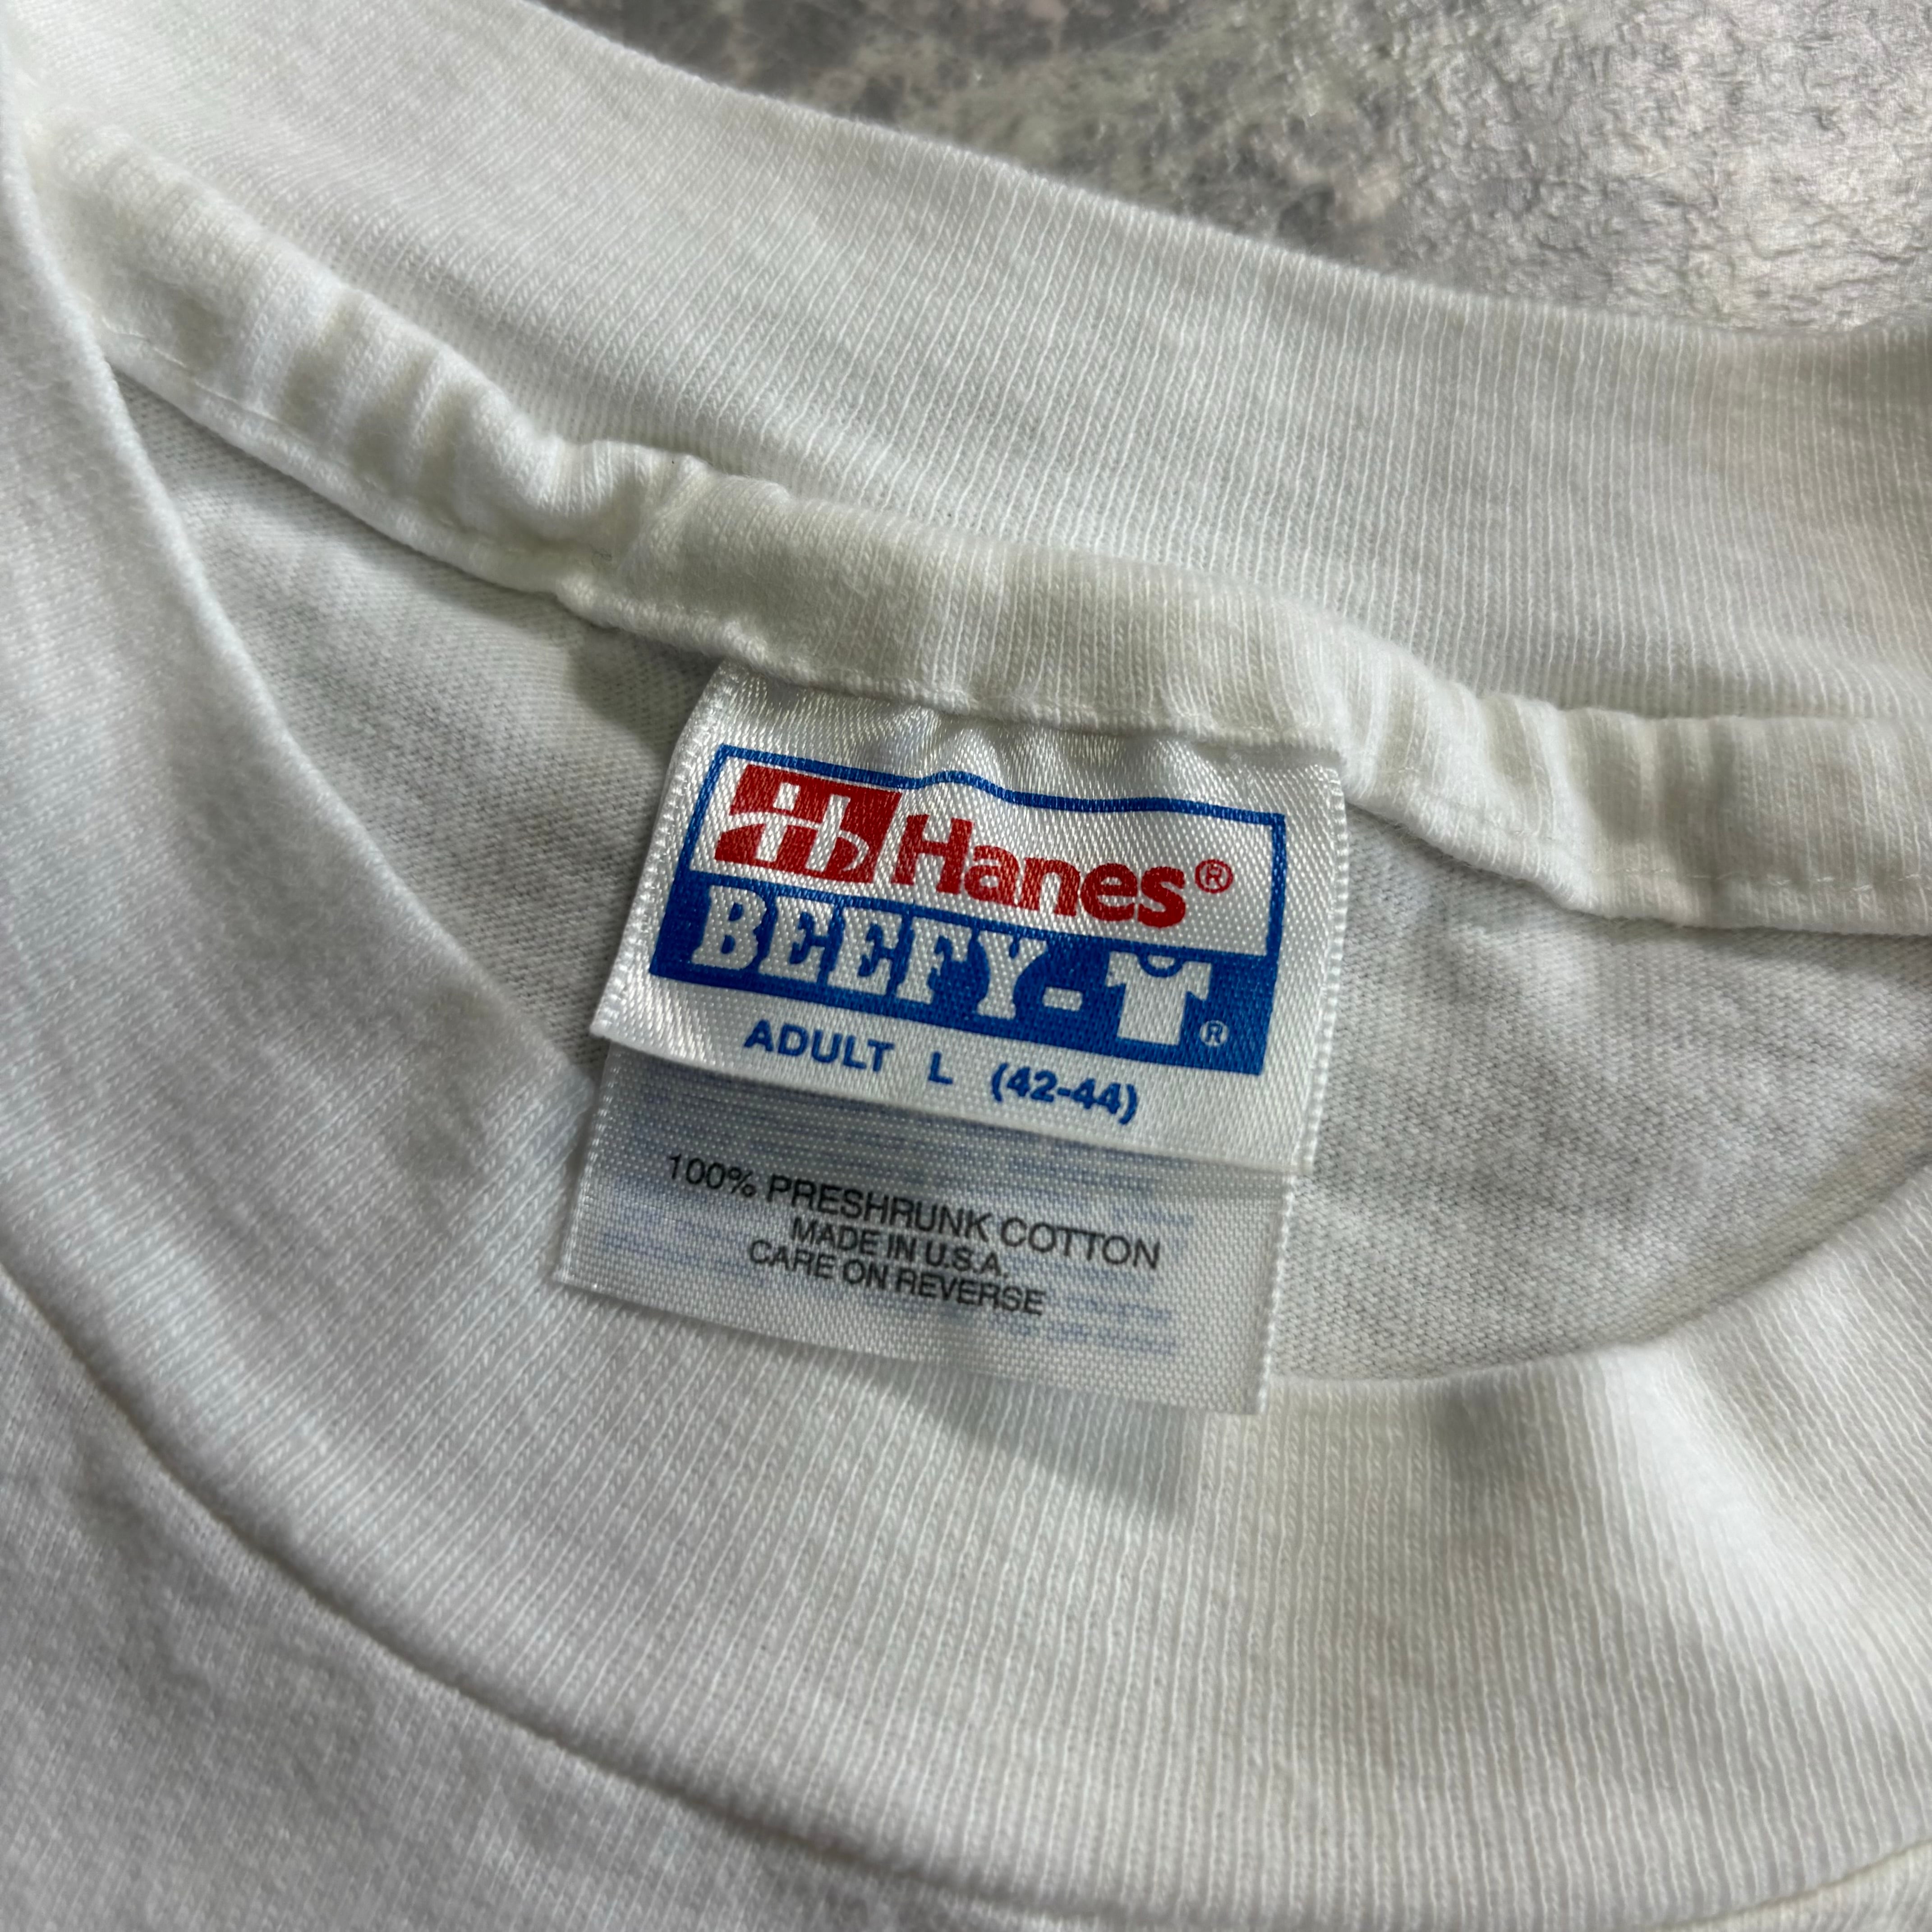 Hanes®
BEEFY-T®
ADULT L (42-44)
100% PRESHRUNK COTTON
MADE IN U.S.A.
CARE ON REVERSE